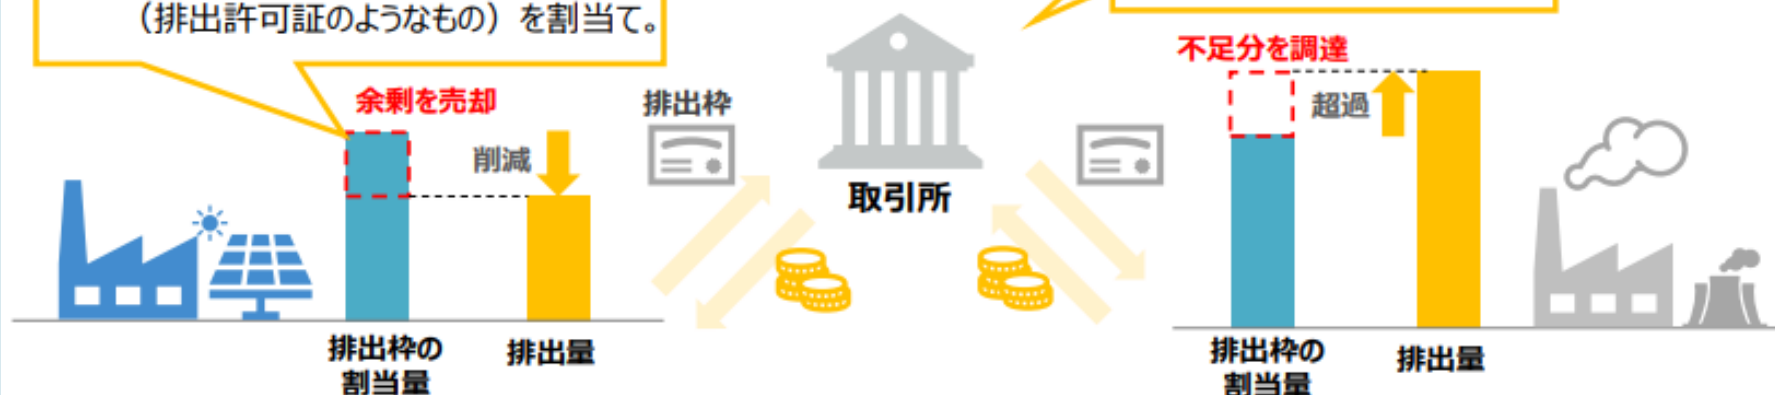 （排出許可証のようなもの）を割当て。
余剰を売却
削減
排出枠
取引所
不足分を調達
超過
排出枠の
割当量
排出量
排出枠の
割当量
排出量